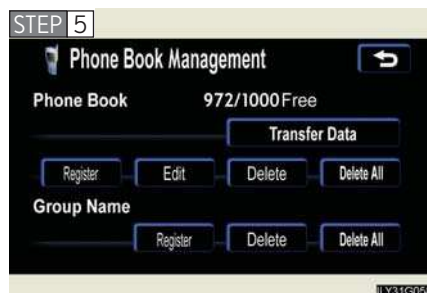 STEP 5
Phone Book Management
Phone Book 972/1000 Free
Transfer Data
Register Edit Delete Delete All
Group Name
Register Delete Delete All